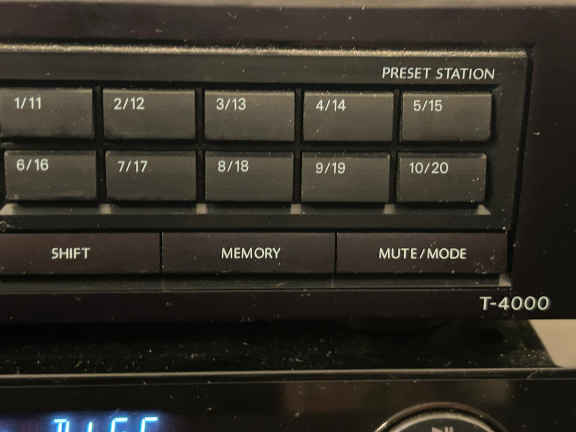 PRESET STATION
1/11 2/12 3/13 4/14 5/15
6/16 7/17 8/18 9/19 10/20
SHIFT MEMORY MUTE/MODE
T-4000